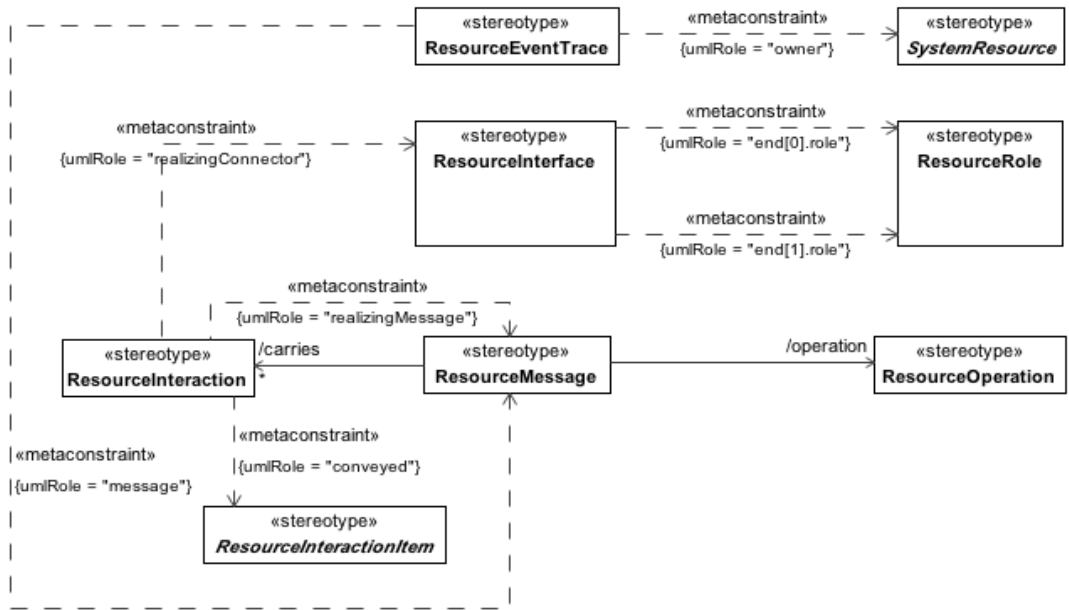 «stereotype»
ResourceEventTrace
«metaconstraint»
{umlRole = "owner"}
«stereotype»
SystemResource
«metaconstraint»
{umlRole = "realizingConnector"}
«stereotype»
ResourceInterface
«metaconstraint»
{umlRole = "end[0].role"}
«metaconstraint»
{umlRole = "end[1].role"}
«stereotype»
ResourceRole
«metaconstraint»
{umlRole = "realizingMessage"}
«stereotype»
ResourceInteraction
/carries
*
«stereotype»
ResourceMessage
/operation
«stereotype»
ResourceOperation
«metaconstraint»
{umlRole = "message"}
«metaconstraint»
{umlRole = "conveyed"}
«stereotype»
ResourceInteractionItem